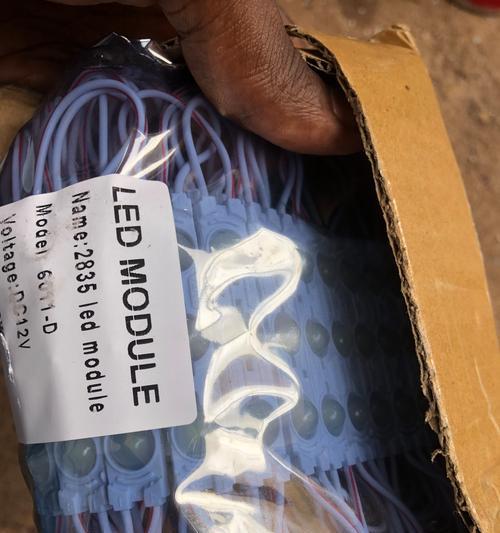 LED MODULE
Name:2835 led module
Model
Voltage:DC12V